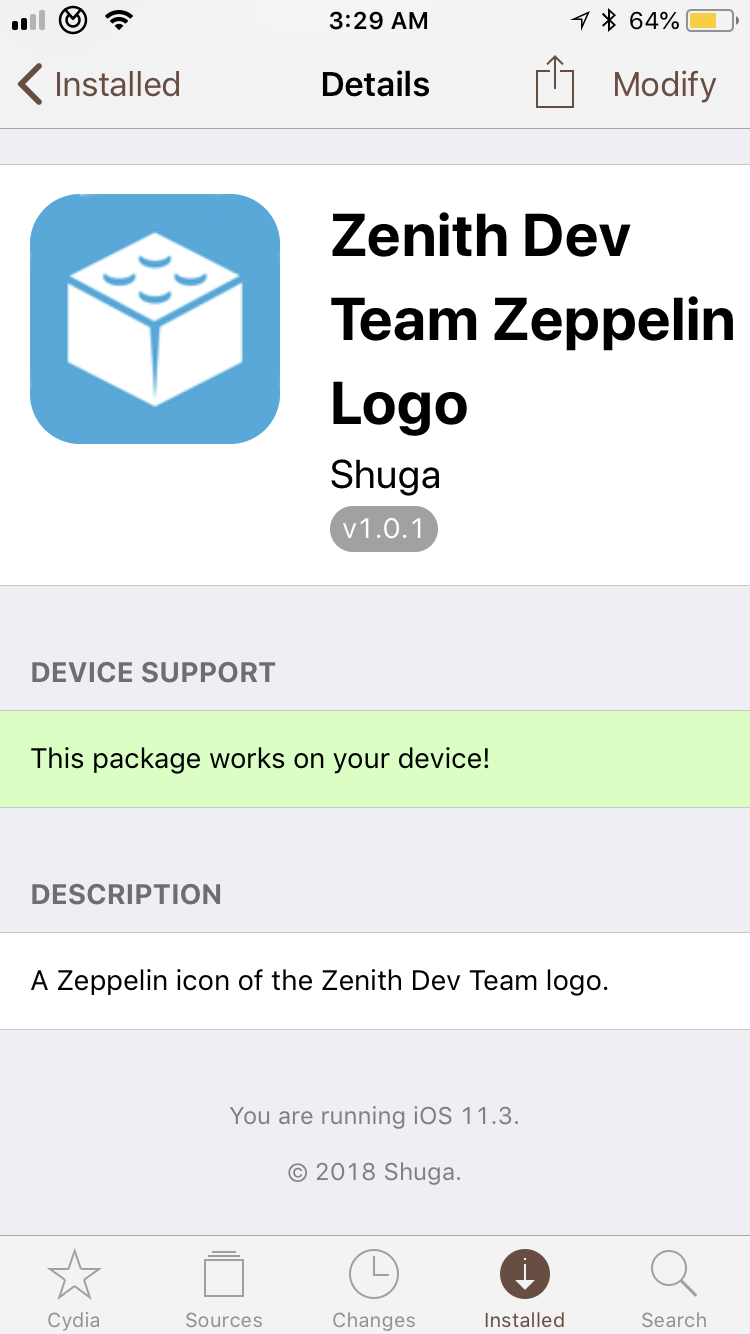 3:29 AM 64%
Installed Details Modify
Zenith Dev
Team Zeppelin
Logo
Shuga
v1.0.1
DEVICE SUPPORT
This package works on your device!
DESCRIPTION
A Zeppelin icon of the Zenith Dev Team logo.
You are running iOS 11.3.
© 2018 Shuga.
Cydia Sources Changes Installed Search